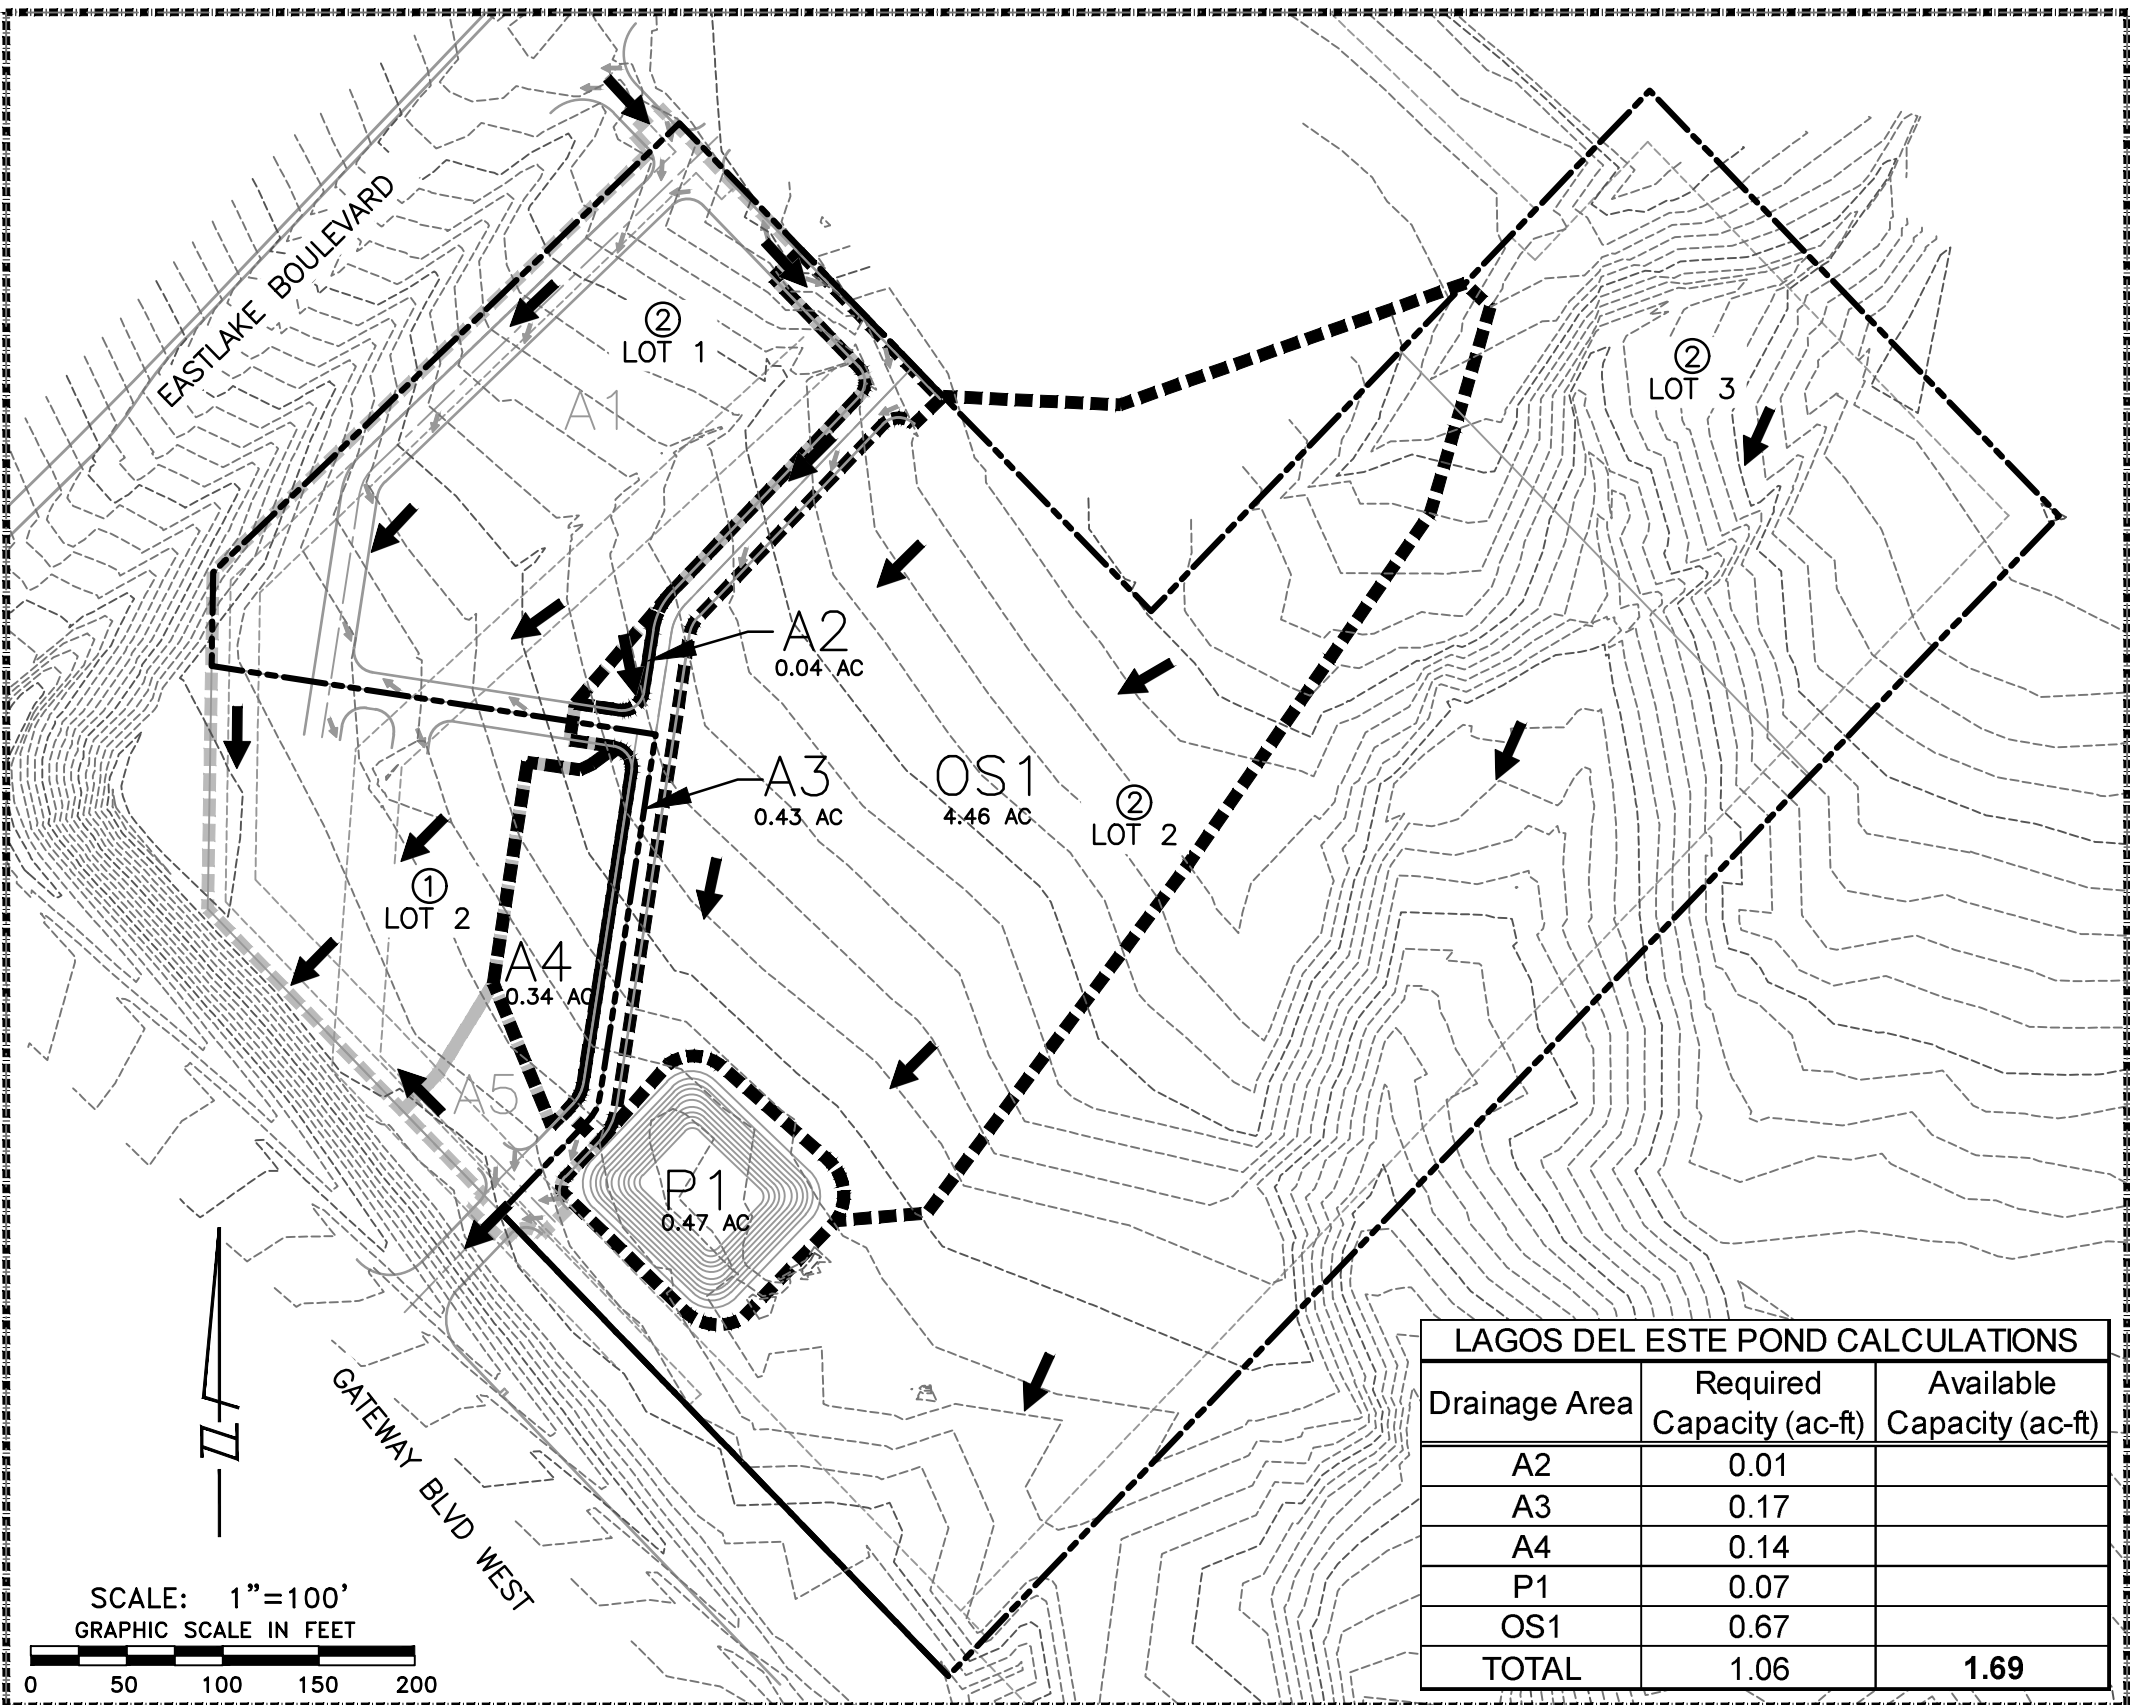 EASTLAKE BOULEVARD
2
LOT 1
A1
2
LOT 3
A2
0.04 AC
A3
0.43 AC
OS1
4.46 AC
2
LOT 2
1
LOT 2
A4
0.34 AC
A5
P1
0.47 AC
GATEWAY BLVD WEST
N
SCALE: 1"=100'
GRAPHIC SCALE IN FEET
0 50 100 150 200
LAGOS DEL ESTE POND CALCULATIONS
Drainage Area Required Capacity (ac-ft) Available Capacity (ac-ft)
A2 0.01
A3 0.17
A4 0.14
P1 0.07
OS1 0.67
TOTAL 1.06 1.69